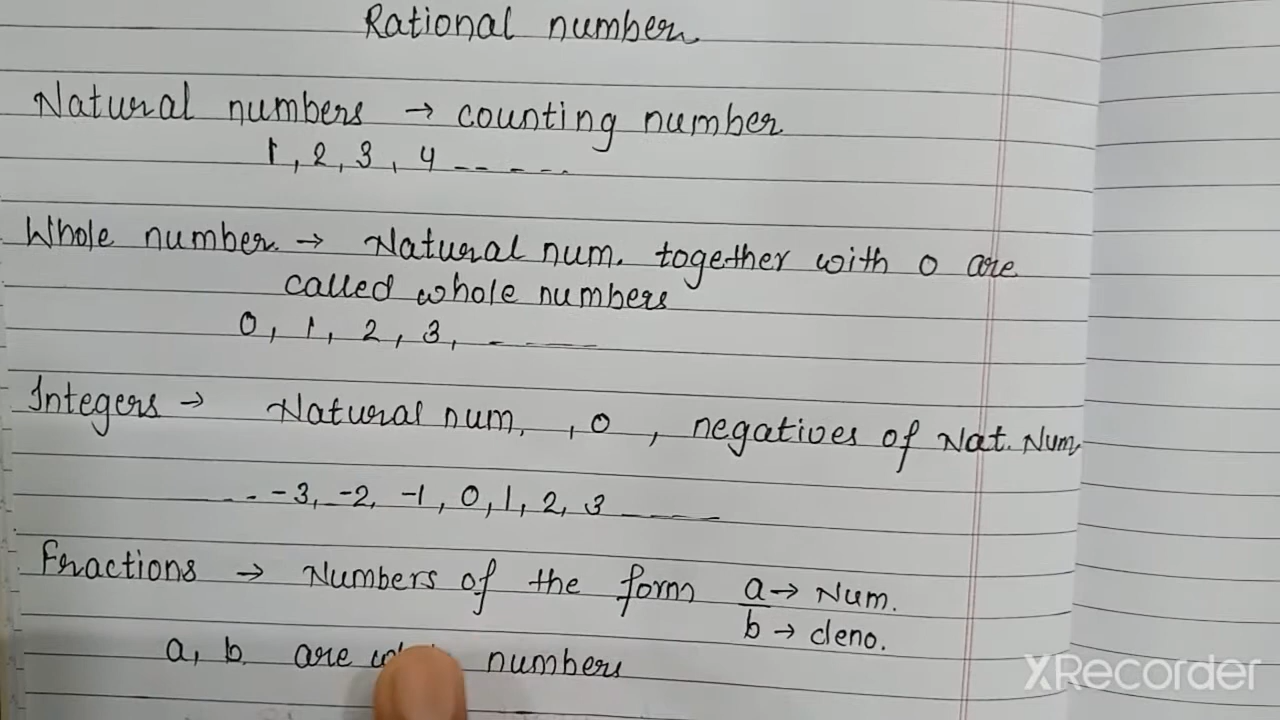 Rational number
Natural numbers → counting number
1, 2, 3, 4 -----
Whole number → Natural num. together with 0 are
called whole numbers
0, 1, 2, 3, - ----
Integers → Natural num. , 0 , negatives of Nat. Num
--- -3, -2, -1, 0, 1, 2, 3 ----
Fractions → Numbers of the form a → Num.
b → deno.
a, b are numbers
XRecorder